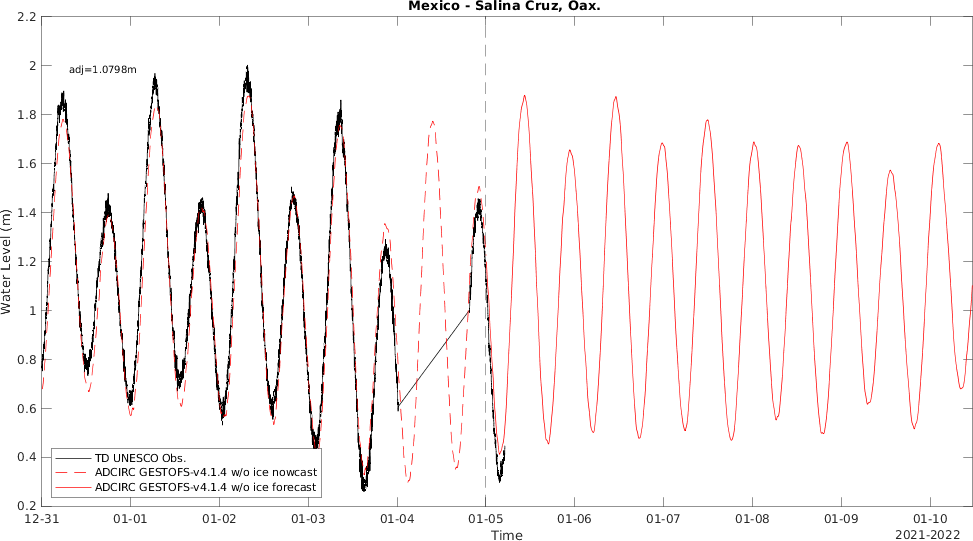 Mexico - Salina Cruz, Oax.
adj=1.0798m
Water Level (m)
2.2
2
1.8
1.6
1.4
1.2
1
0.8
0.6
0.4
0.2
TD UNESCO Obs.
ADCIRC GESTOFS-v4.1.4 w/o ice nowcast
ADCIRC GESTOFS-v4.1.4 w/o ice forecast
12-31 01-01 01-02 01-03 01-04 01-05 01-06 01-07 01-08 01-09 01-10
Time
2021-2022